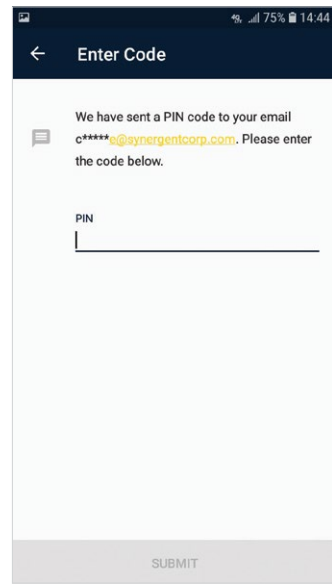 4G 75% 14:44
Enter Code
We have sent a PIN code to your email
c*****e@synergentcorp.com. Please enter
the code below.
PIN
SUBMIT